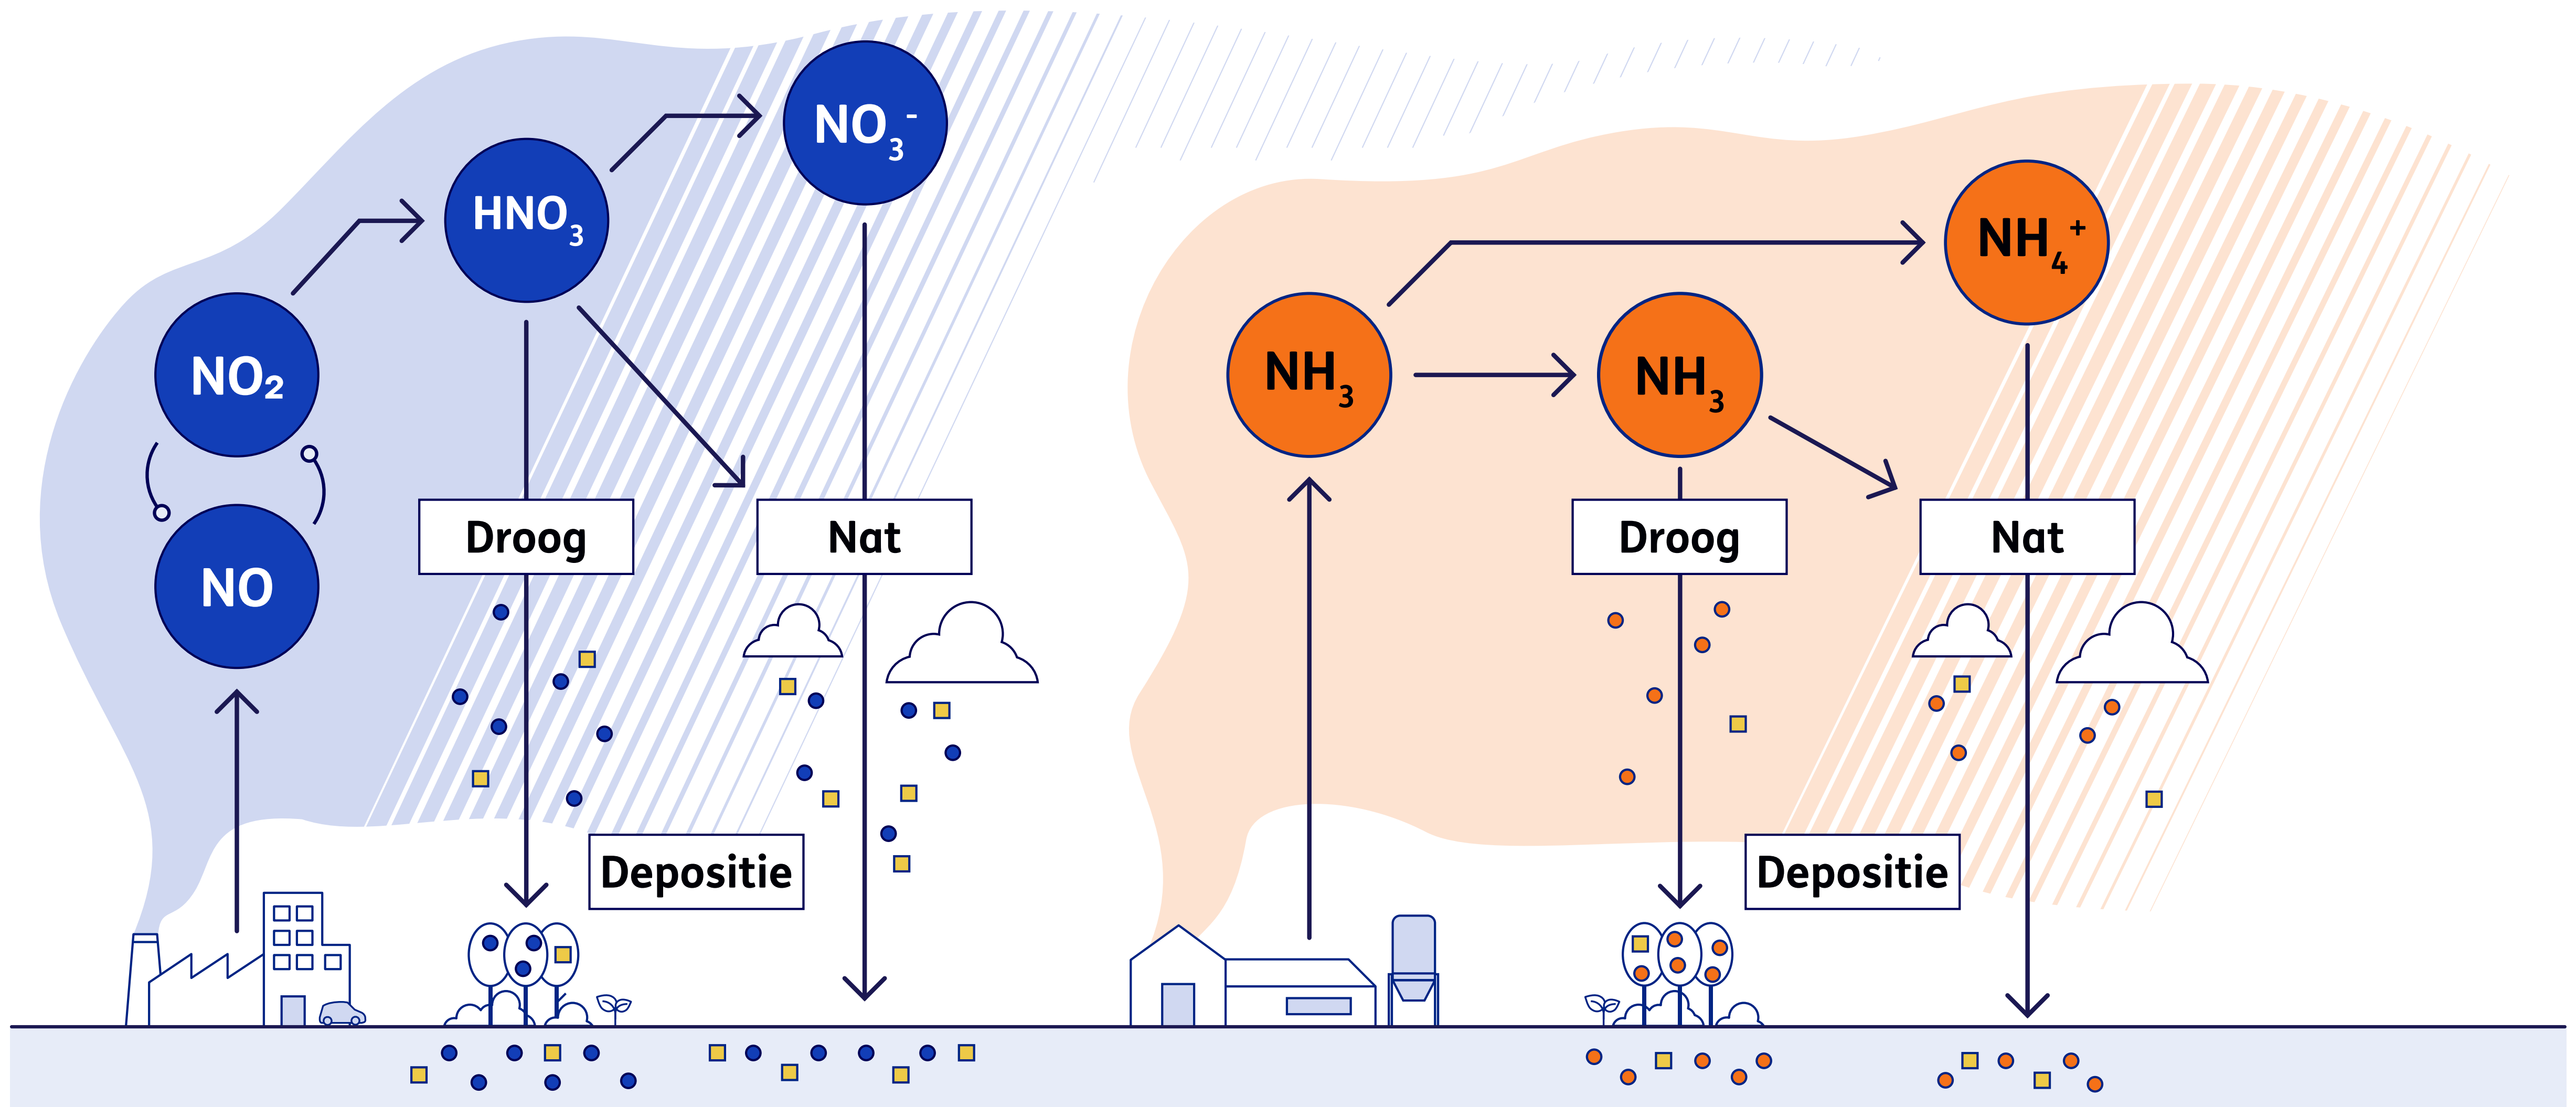 NO₃⁻
HNO₃
NO₂
NO
Droog
Nat
Depositie
NH₄⁺
NH₃
NH₃
Droog
Nat
Depositie